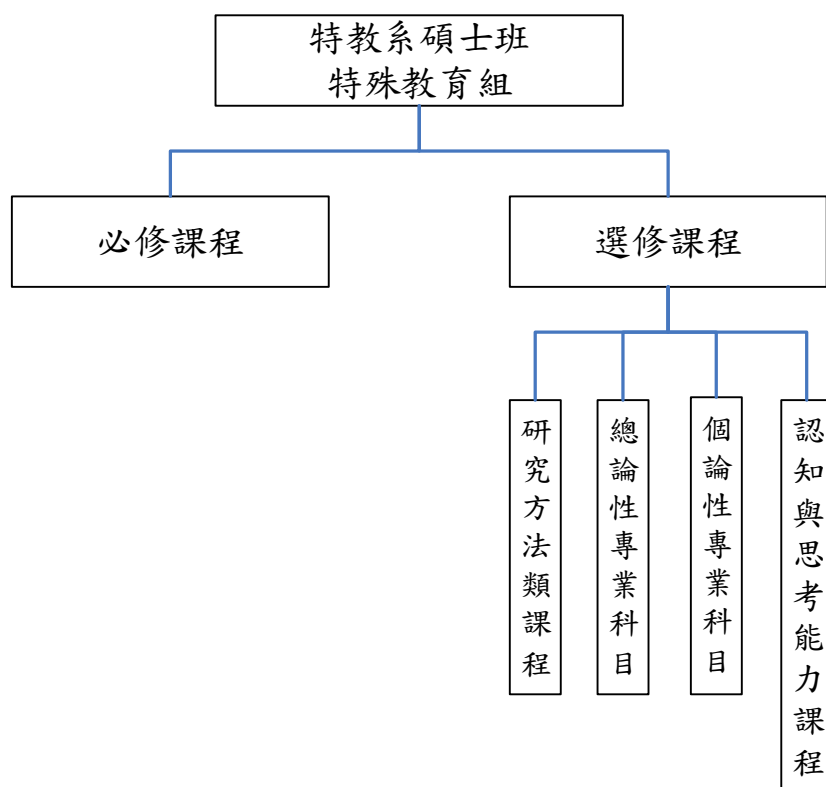 特教系碩士班
特殊教育組
必修課程
選修課程
研究方法類課程
總論性專業科目
個論性專業科目
認知與思考能力課程